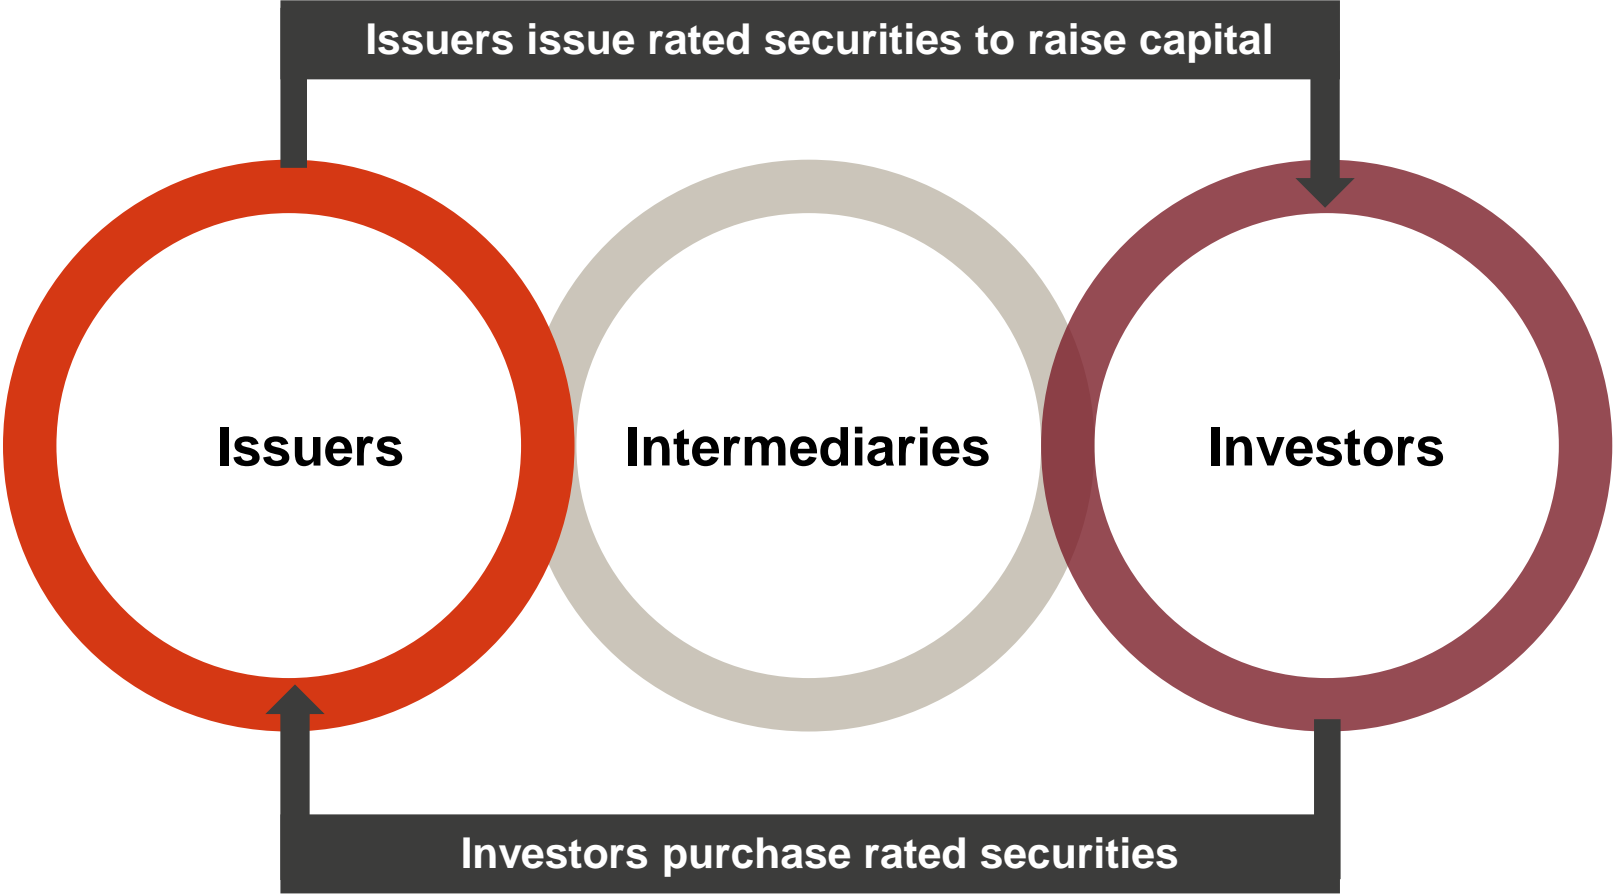 Issuers issue rated securities to raise capital
Issuers
Intermediaries
Investors
Investors purchase rated securities